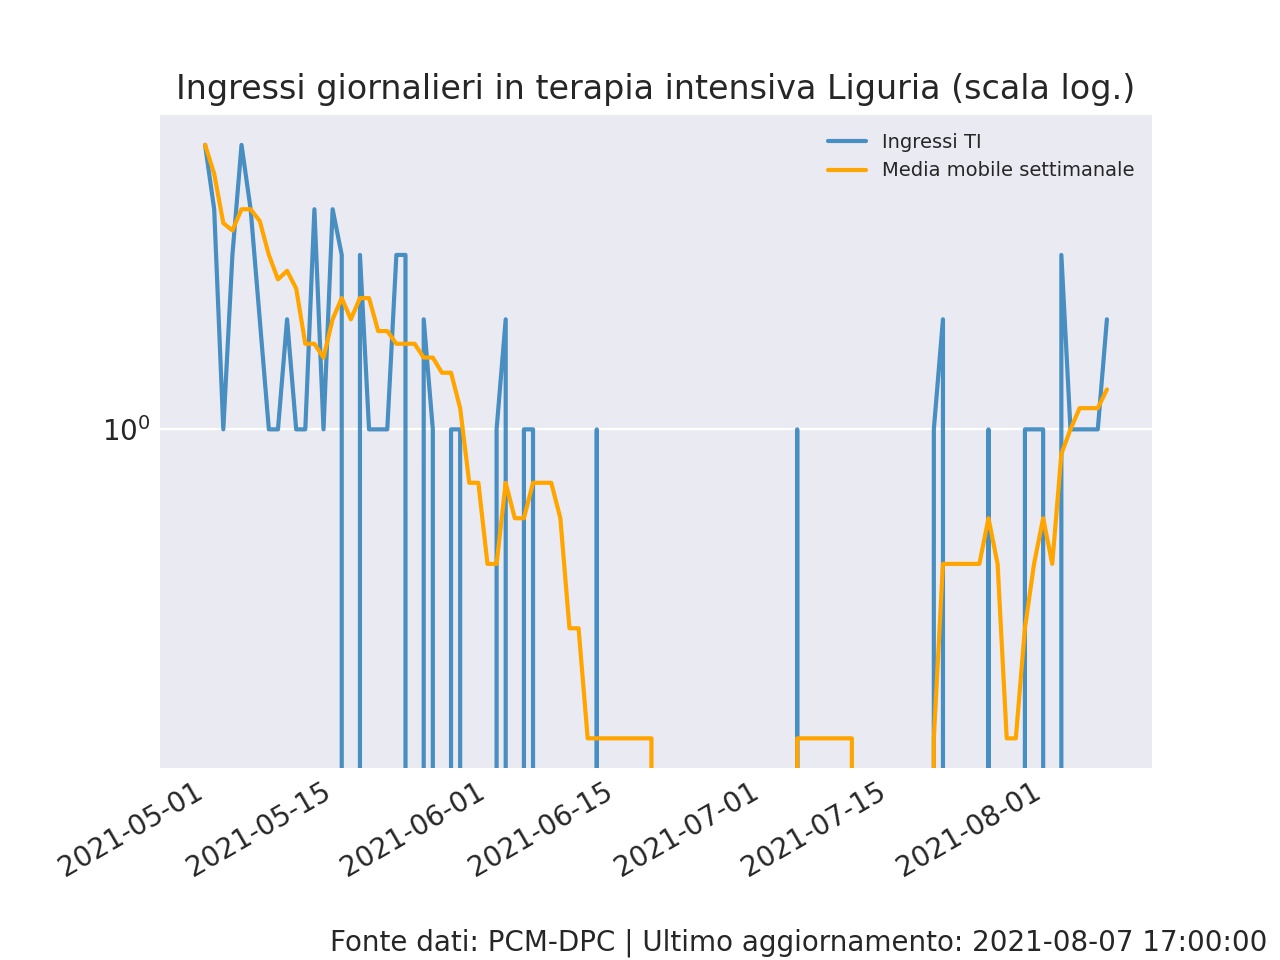 Ingressi giornalieri in terapia intensiva Liguria (scala log.)
Ingressi TI
Media mobile settimanale
10⁰
2021-05-01
2021-05-15
2021-06-01
2021-06-15
2021-07-01
2021-07-15
2021-08-01
Fonte dati: PCM-DPC | Ultimo aggiornamento: 2021-08-07 17:00:00